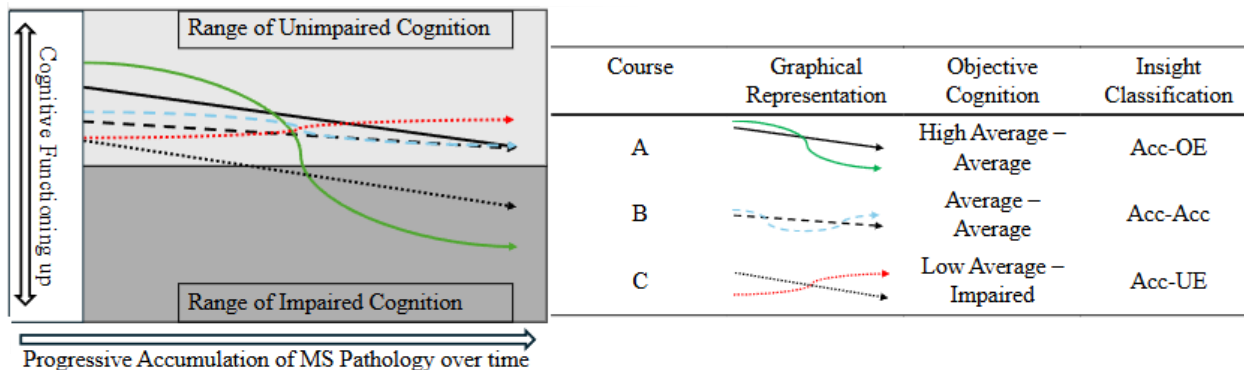 Range of Unimpaired Cognition
Cognitive Functioning up
Range of Impaired Cognition
Progressive Accumulation of MS Pathology over time
Course
Graphical Representation
Objective Cognition
Insight Classification
A
High Average –
Average
Acc-OE
B
Average –
Average
Acc-Acc
C
Low Average –
Impaired
Acc-UE